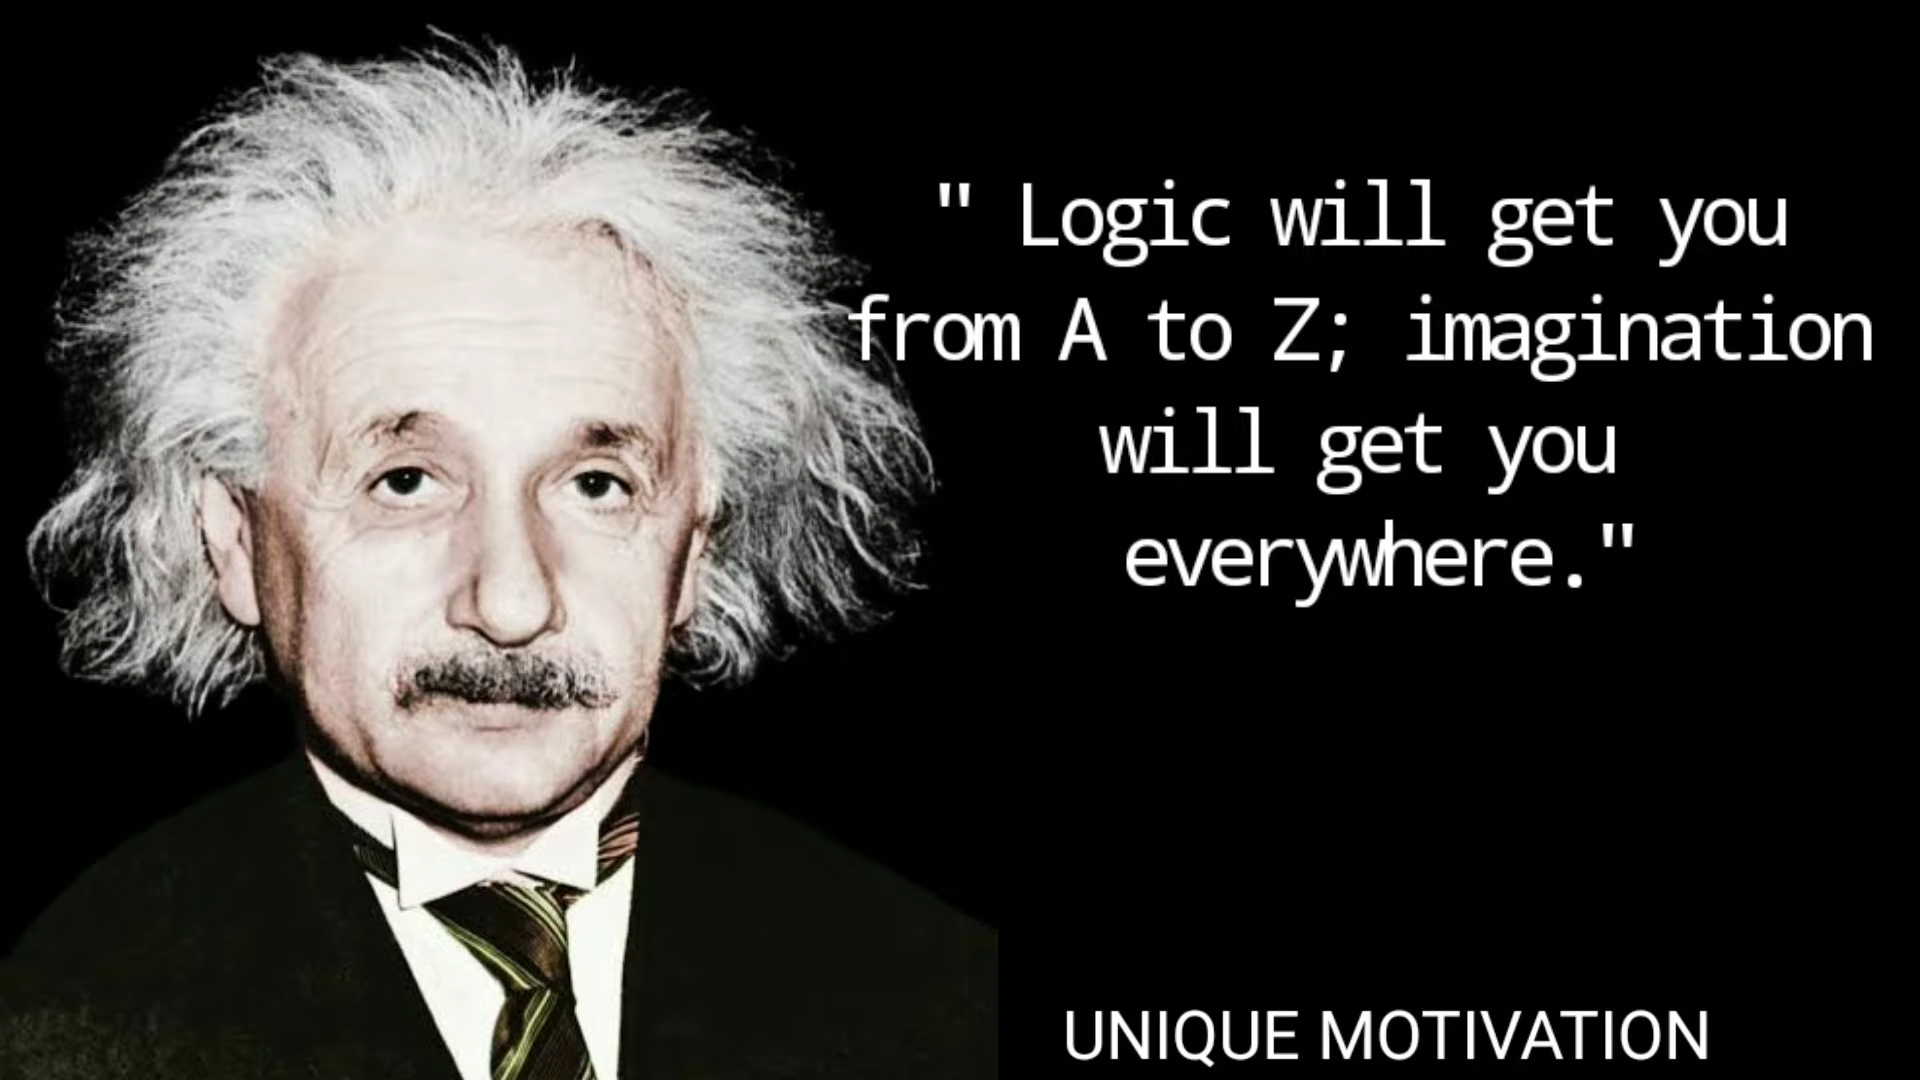 " Logic will get you
from A to Z; imagination
will get you
everywhere."
UNIQUE MOTIVATION